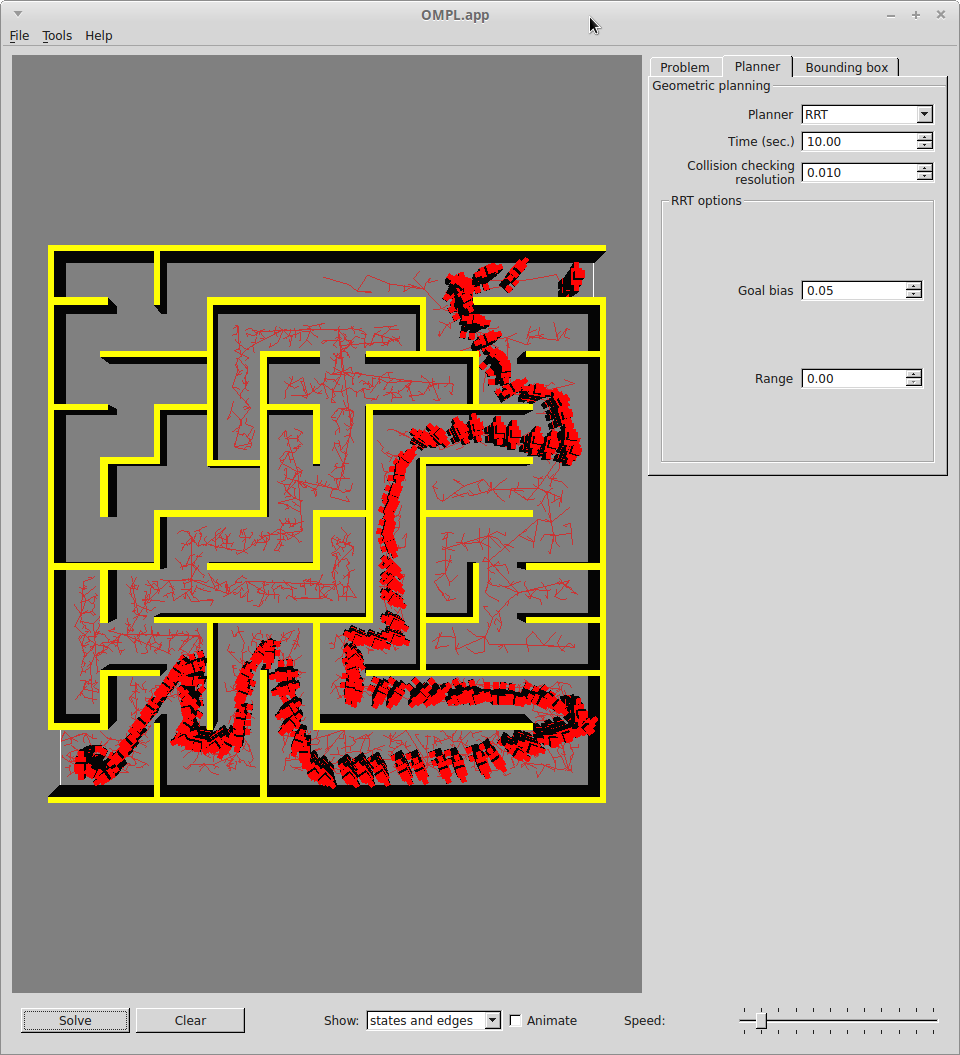 OMPL.app
File Tools Help
Problem Planner Bounding box
Geometric planning
Planner RRT
Time (sec.) 10.00
Collision checking
resolution 0.010
RRT options
Goal bias 0.05
Range 0.00
Solve Clear Show: states and edges Animate Speed: